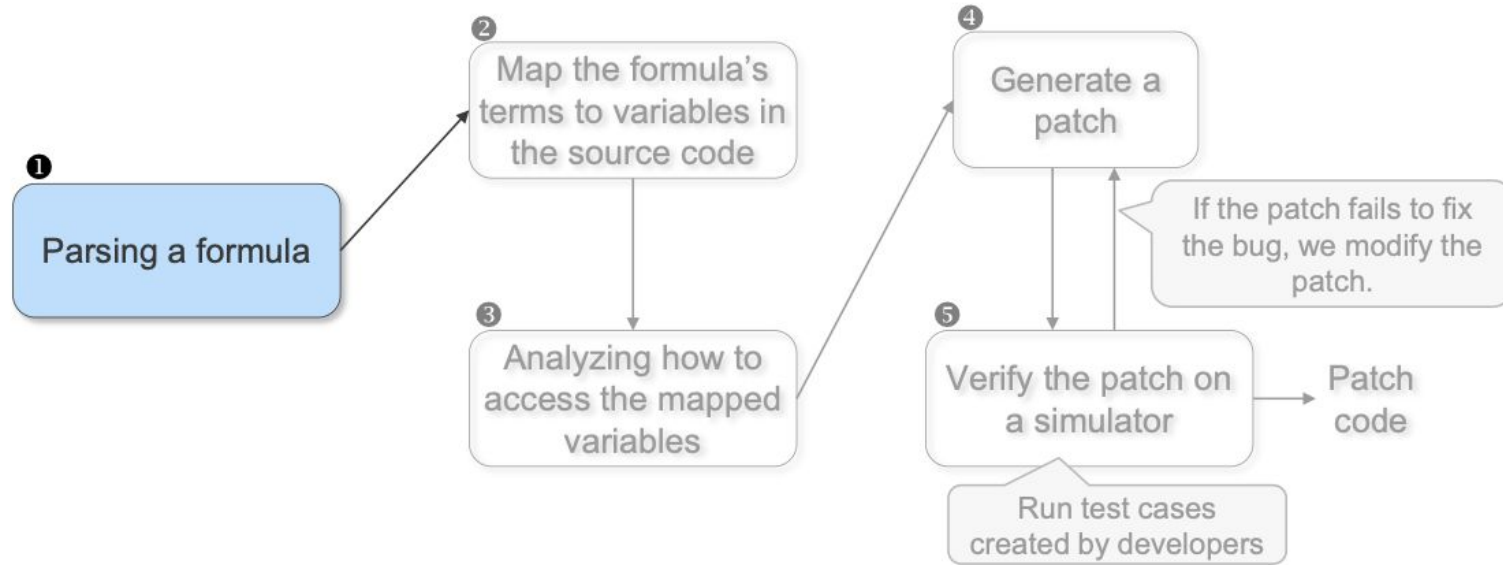 ❶
Parsing a formula
❷
Map the formula's
terms to variables in
the source code
❸
Analyzing how to
access the mapped
variables
❹
Generate a
patch
If the patch fails to fix
the bug, we modify the
patch.
❺
Verify the patch on
a simulator
Patch
code
Run test cases
created by developers